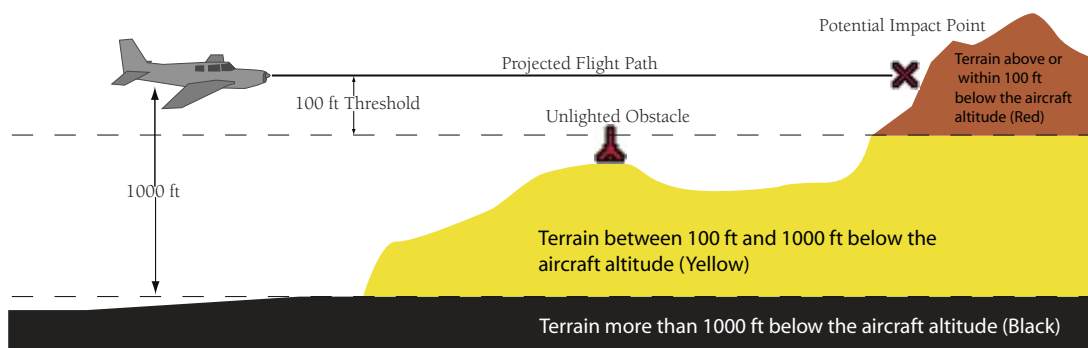 Potential Impact Point
Projected Flight Path
Terrain above or
within 100 ft
below the aircraft
altitude (Red)
100 ft Threshold
Unlighted Obstacle
1000 ft
Terrain between 100 ft and 1000 ft below the
aircraft altitude (Yellow)
Terrain more than 1000 ft below the aircraft altitude (Black)